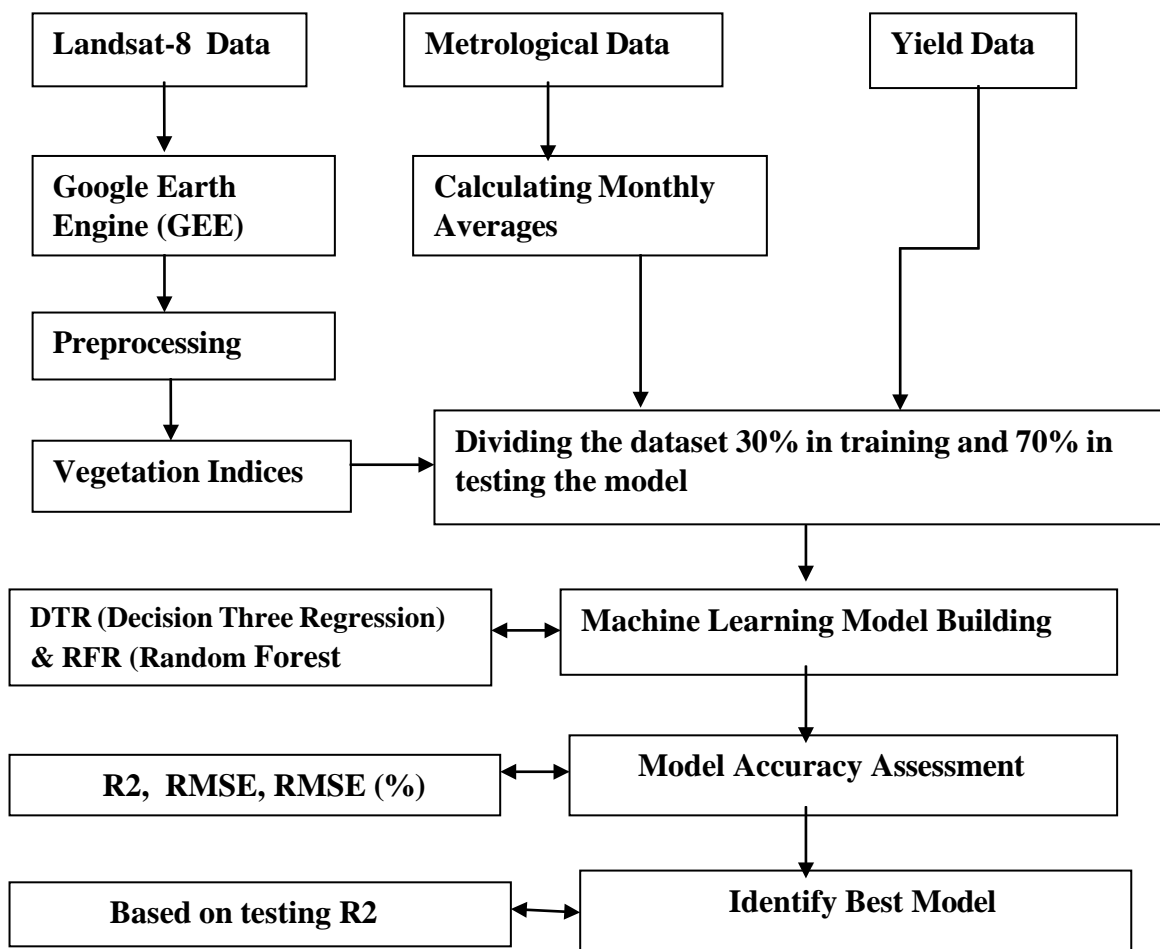 Landsat-8 Data
Metrological Data
Yield Data
Google Earth
Engine (GEE)
Calculating Monthly
Averages
Preprocessing
Vegetation Indices
Dividing the dataset 30% in training and 70% in
testing the model
DTR (Decision Three Regression)
& RFR (Random Forest
Machine Learning Model Building
R2, RMSE, RMSE (%)
Model Accuracy Assessment
Based on testing R2
Identify Best Model